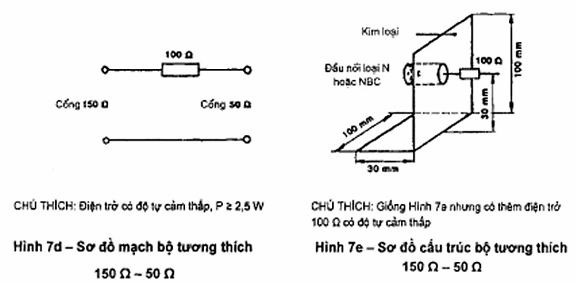 100 Ω
Cổng 150 Ω
Cổng 50 Ω
CHÚ THÍCH: Điện trở có độ tự cảm thấp, P ≥ 2,5 W
Hình 7d – Sơ đồ mạch bộ tương thích
150 Ω – 50 Ω
Kim loại
100 Ω
Đầu nối loại N
hoặc NBC
100 mm
30 mm
100 mm
30 mm
CHÚ THÍCH: Giống Hình 7a nhưng có thêm điện trở
100 Ω có độ tự cảm thấp
Hình 7e – Sơ đồ cấu trúc bộ tương thích
150 Ω – 50 Ω